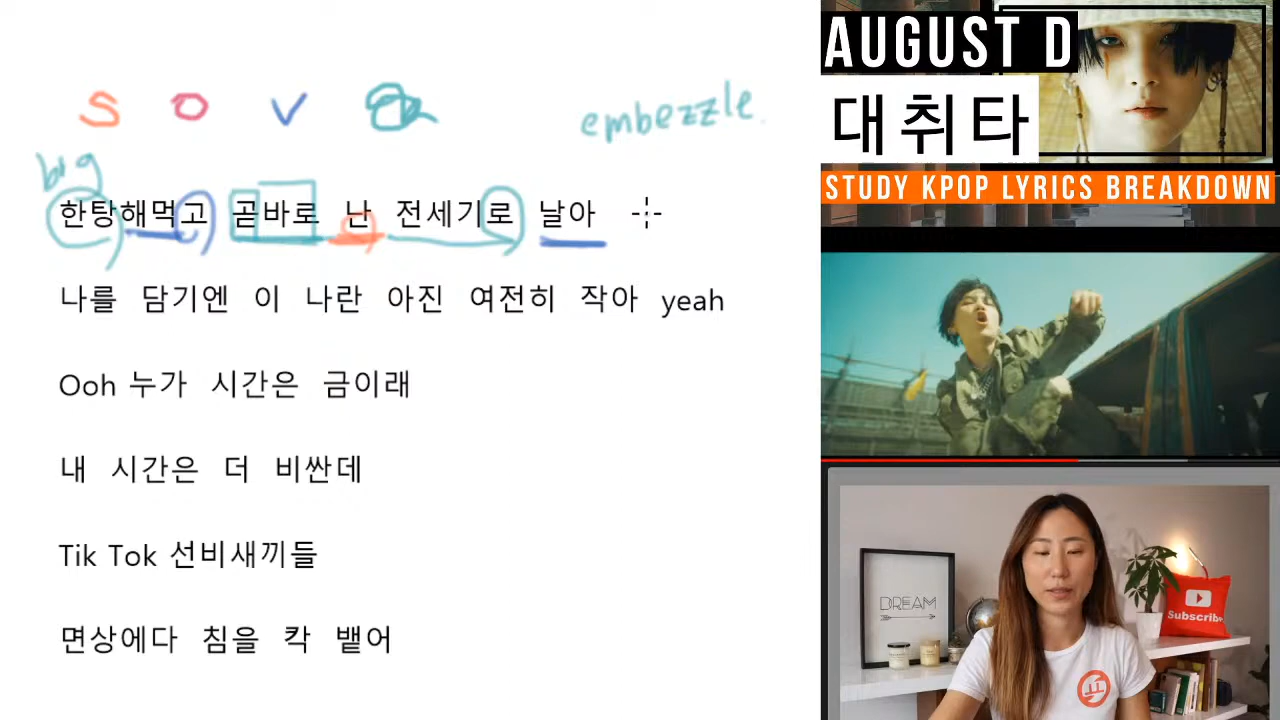 S O V
embezzle
big
한탕해먹고 곧바로 난 전세기로 날아
나를 담기엔 이 나란 아진 여전히 작아 yeah
Ooh 누가 시간은 금이래
내 시간은 더 비싼데
Tik Tok 선비새끼들
면상에다 침을 칵 뱉어
AUGUST D
대취타
STUDY KPOP LYRICS BREAKDOWN
DREAM
Subscribe